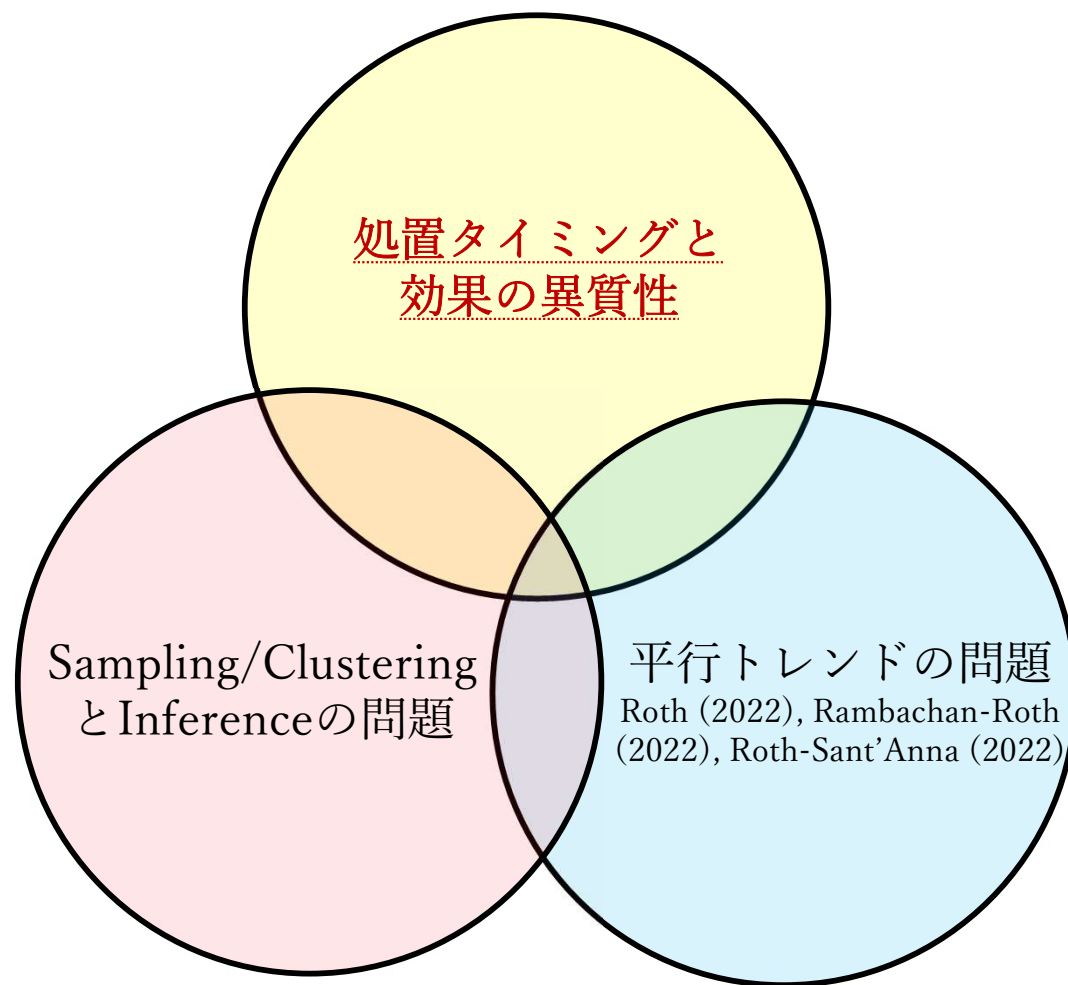 処置タイミングと
効果の異質性
Sampling/Clustering
とInferenceの問題
平行トレンドの問題
Roth (2022), Rambachan-Roth
(2022), Roth-Sant’Anna (2022)